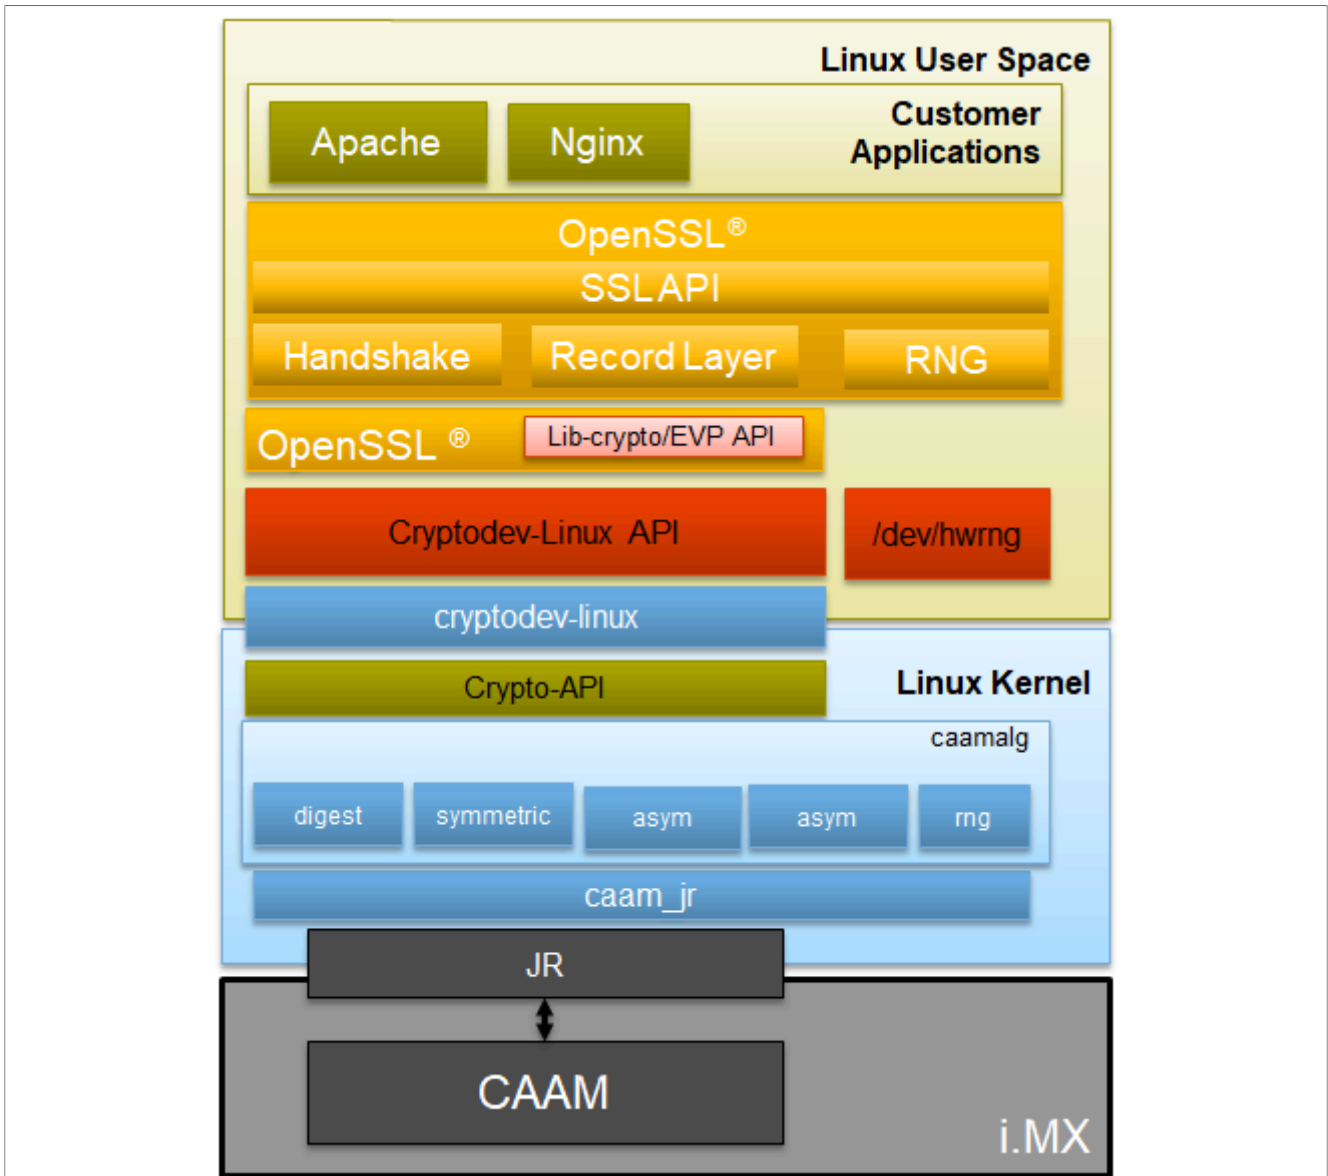 Linux User Space
Customer
Applications
Apache
Nginx
OpenSSL®
SSL API
Handshake
Record Layer
RNG
OpenSSL ®
Lib-crypto/EVP API
Cryptodev-Linux API
/dev/hwrng
cryptodev-linux
Crypto-API
Linux Kernel
caamalg
digest
symmetric
asym
asym
rng
caam_jr
JR
CAAM
i.MX